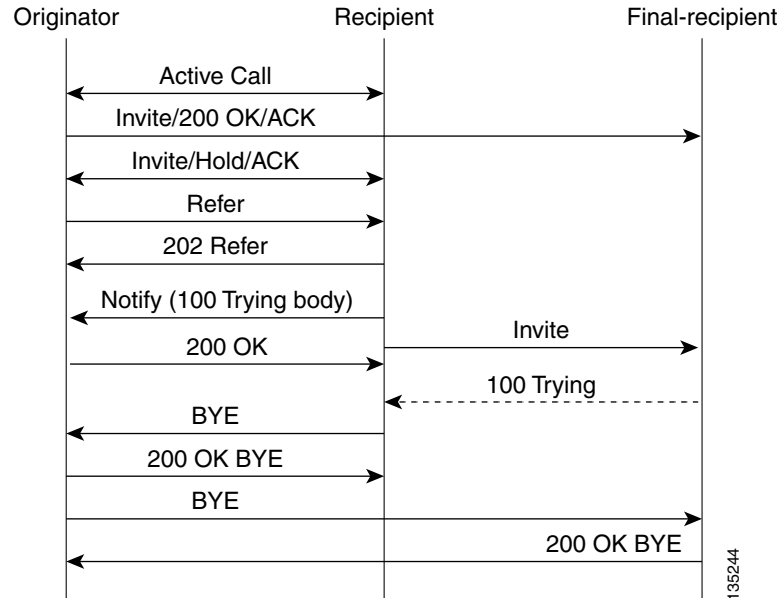 Originator
Recipient
Final-recipient
Active Call
Invite/200 OK/ACK
Invite/Hold/ACK
Refer
202 Refer
Notify (100 Trying body)
Invite
200 OK
100 Trying
BYE
200 OK BYE
BYE
200 OK BYE
135244